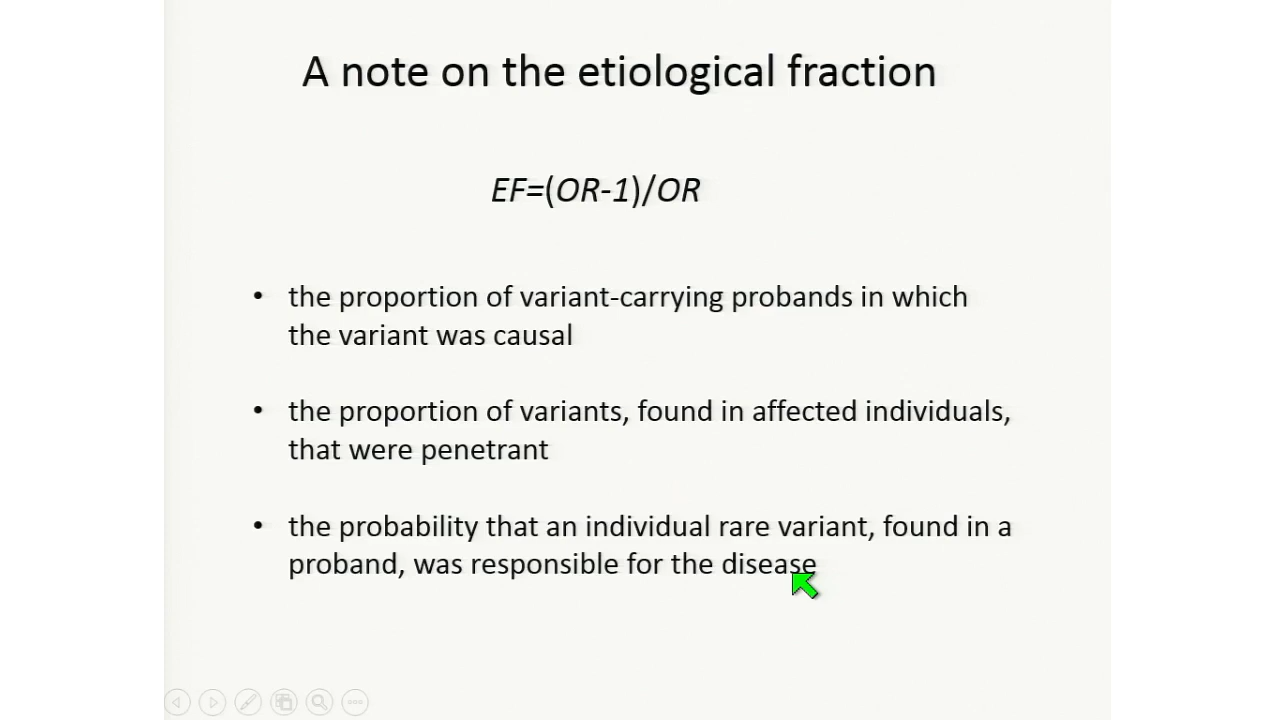 A note on the etiological fraction
EF=(OR-1)/OR
• the proportion of variant-carrying probands in which
the variant was causal
• the proportion of variants, found in affected individuals,
that were penetrant
• the probability that an individual rare variant, found in a
proband, was responsible for the disease